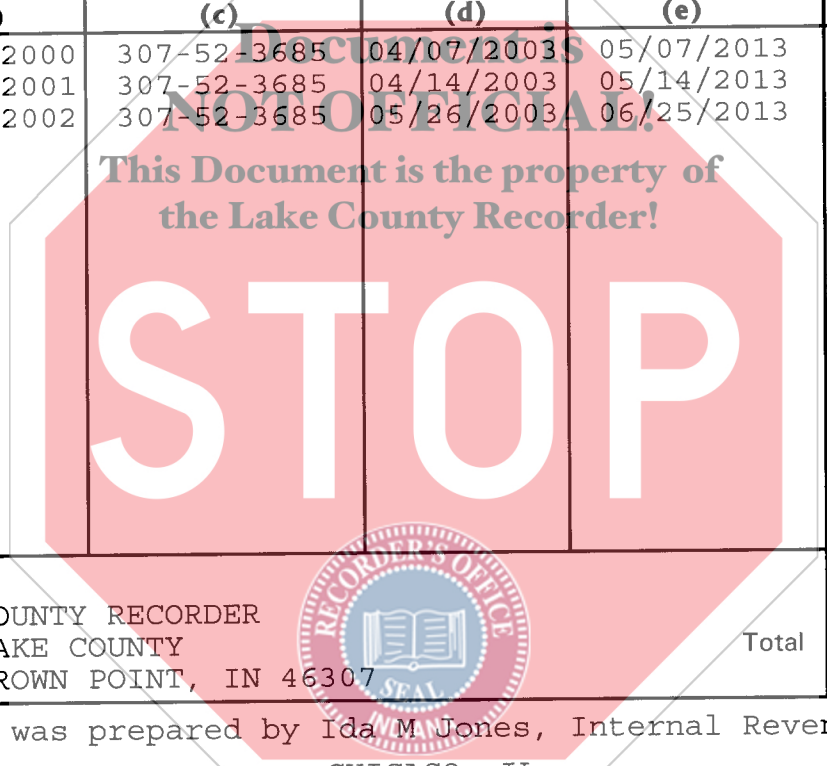 (c) (d) (e)
2000 307-52-3685 04/07/2003 05/07/2013
2001 307-52-3685 04/14/2003 05/14/2013
2002 307-52-3685 05/26/2003 06/25/2013
Document is
NOT OFFICIAL!
This Document is the property of
the Lake County Recorder!
STOP
RECORDER'S OFFICE
SEAL
INDIANA
OUNTY RECORDER
AKE COUNTY
Total
ROWN POINT, IN 46307
was prepared by Ida M Jones, Internal Rever